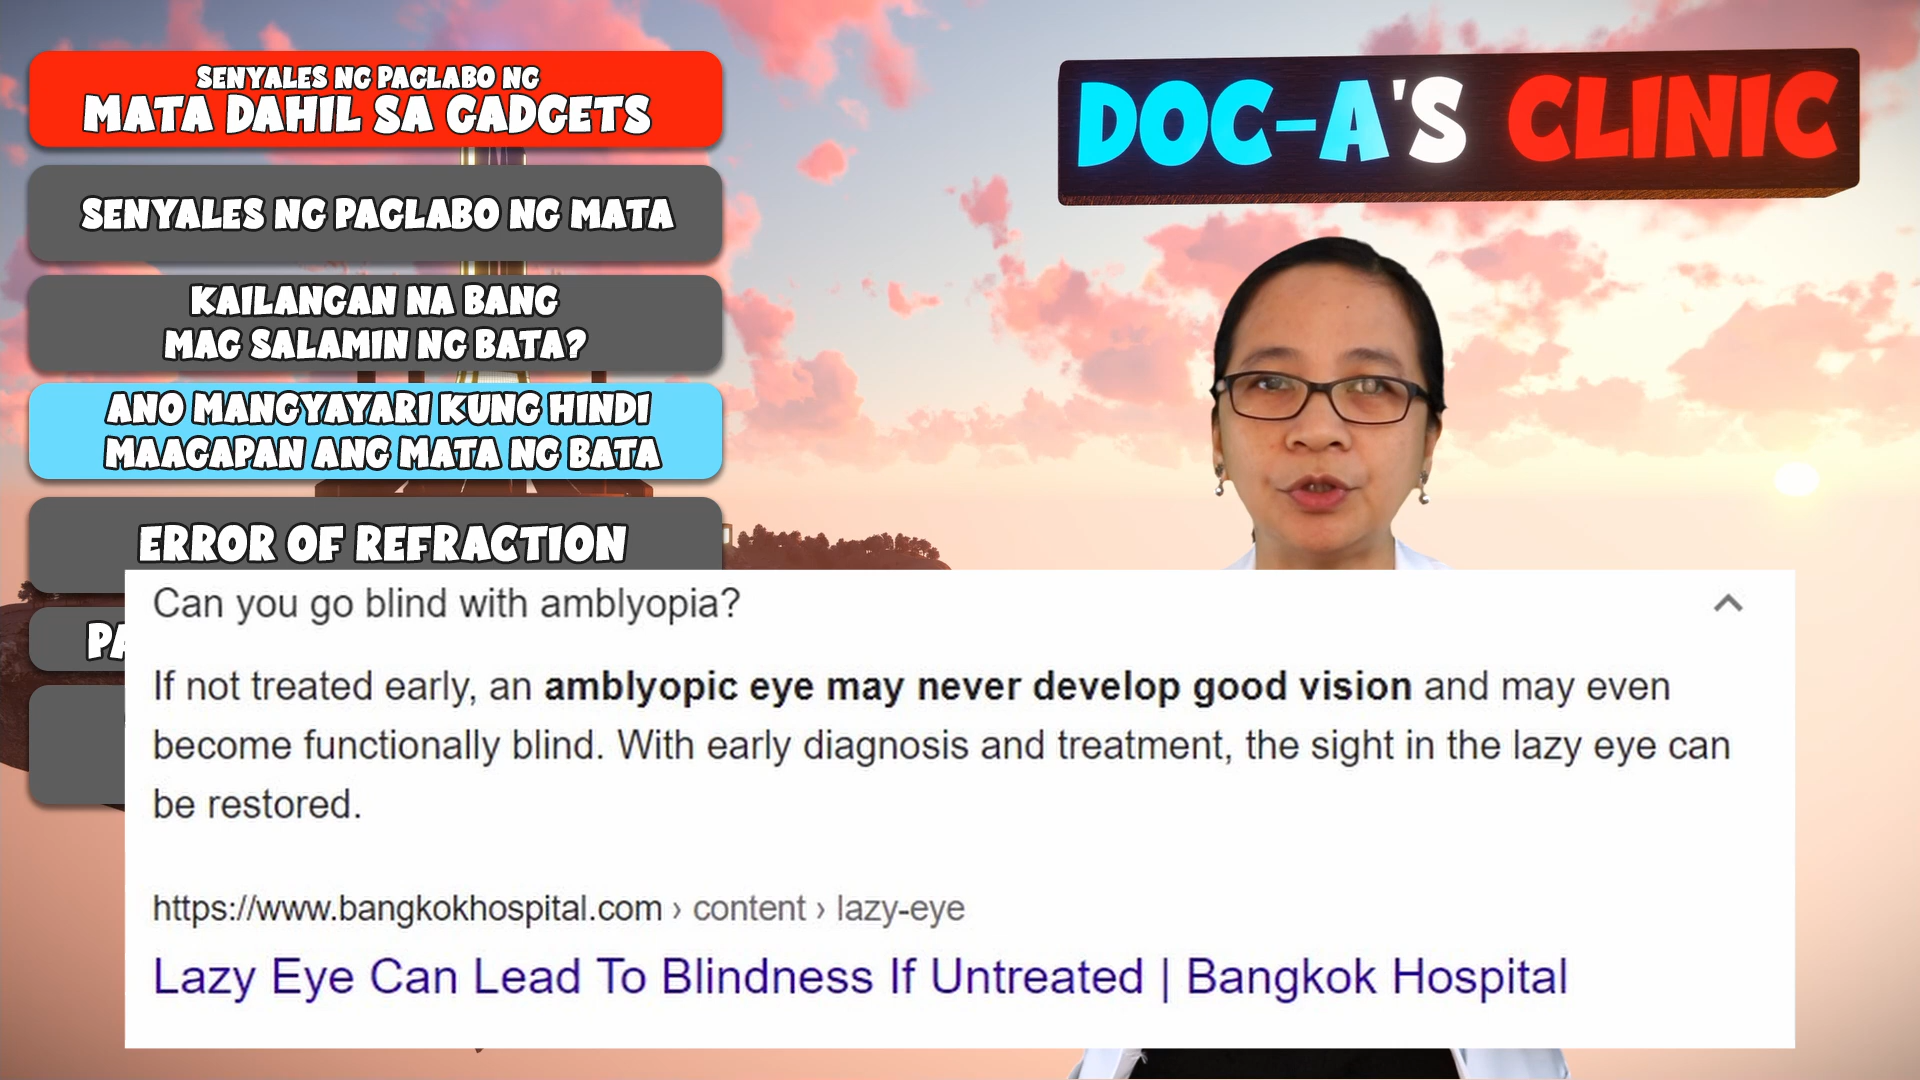 SENYALES NG PAGLABO NG
MATA DAHIL SA GADGETS
SENYALES NG PAGLABO NG MATA
KAILANGAN NA BANG
MAG SALAMIN NG BATA?
ANO MANGYAYARI KUNG HINDI
MAAGAPAN ANG MATA NG BATA
ERROR OF REFRACTION
DOC-A'S CLINIC
Can you go blind with amblyopia?
If not treated early, an amblyopic eye may never develop good vision and may even
become functionally blind. With early diagnosis and treatment, the sight in the lazy eye can
be restored.
https://www.bangkokhospital.com › content › lazy-eye
Lazy Eye Can Lead To Blindness If Untreated | Bangkok Hospital